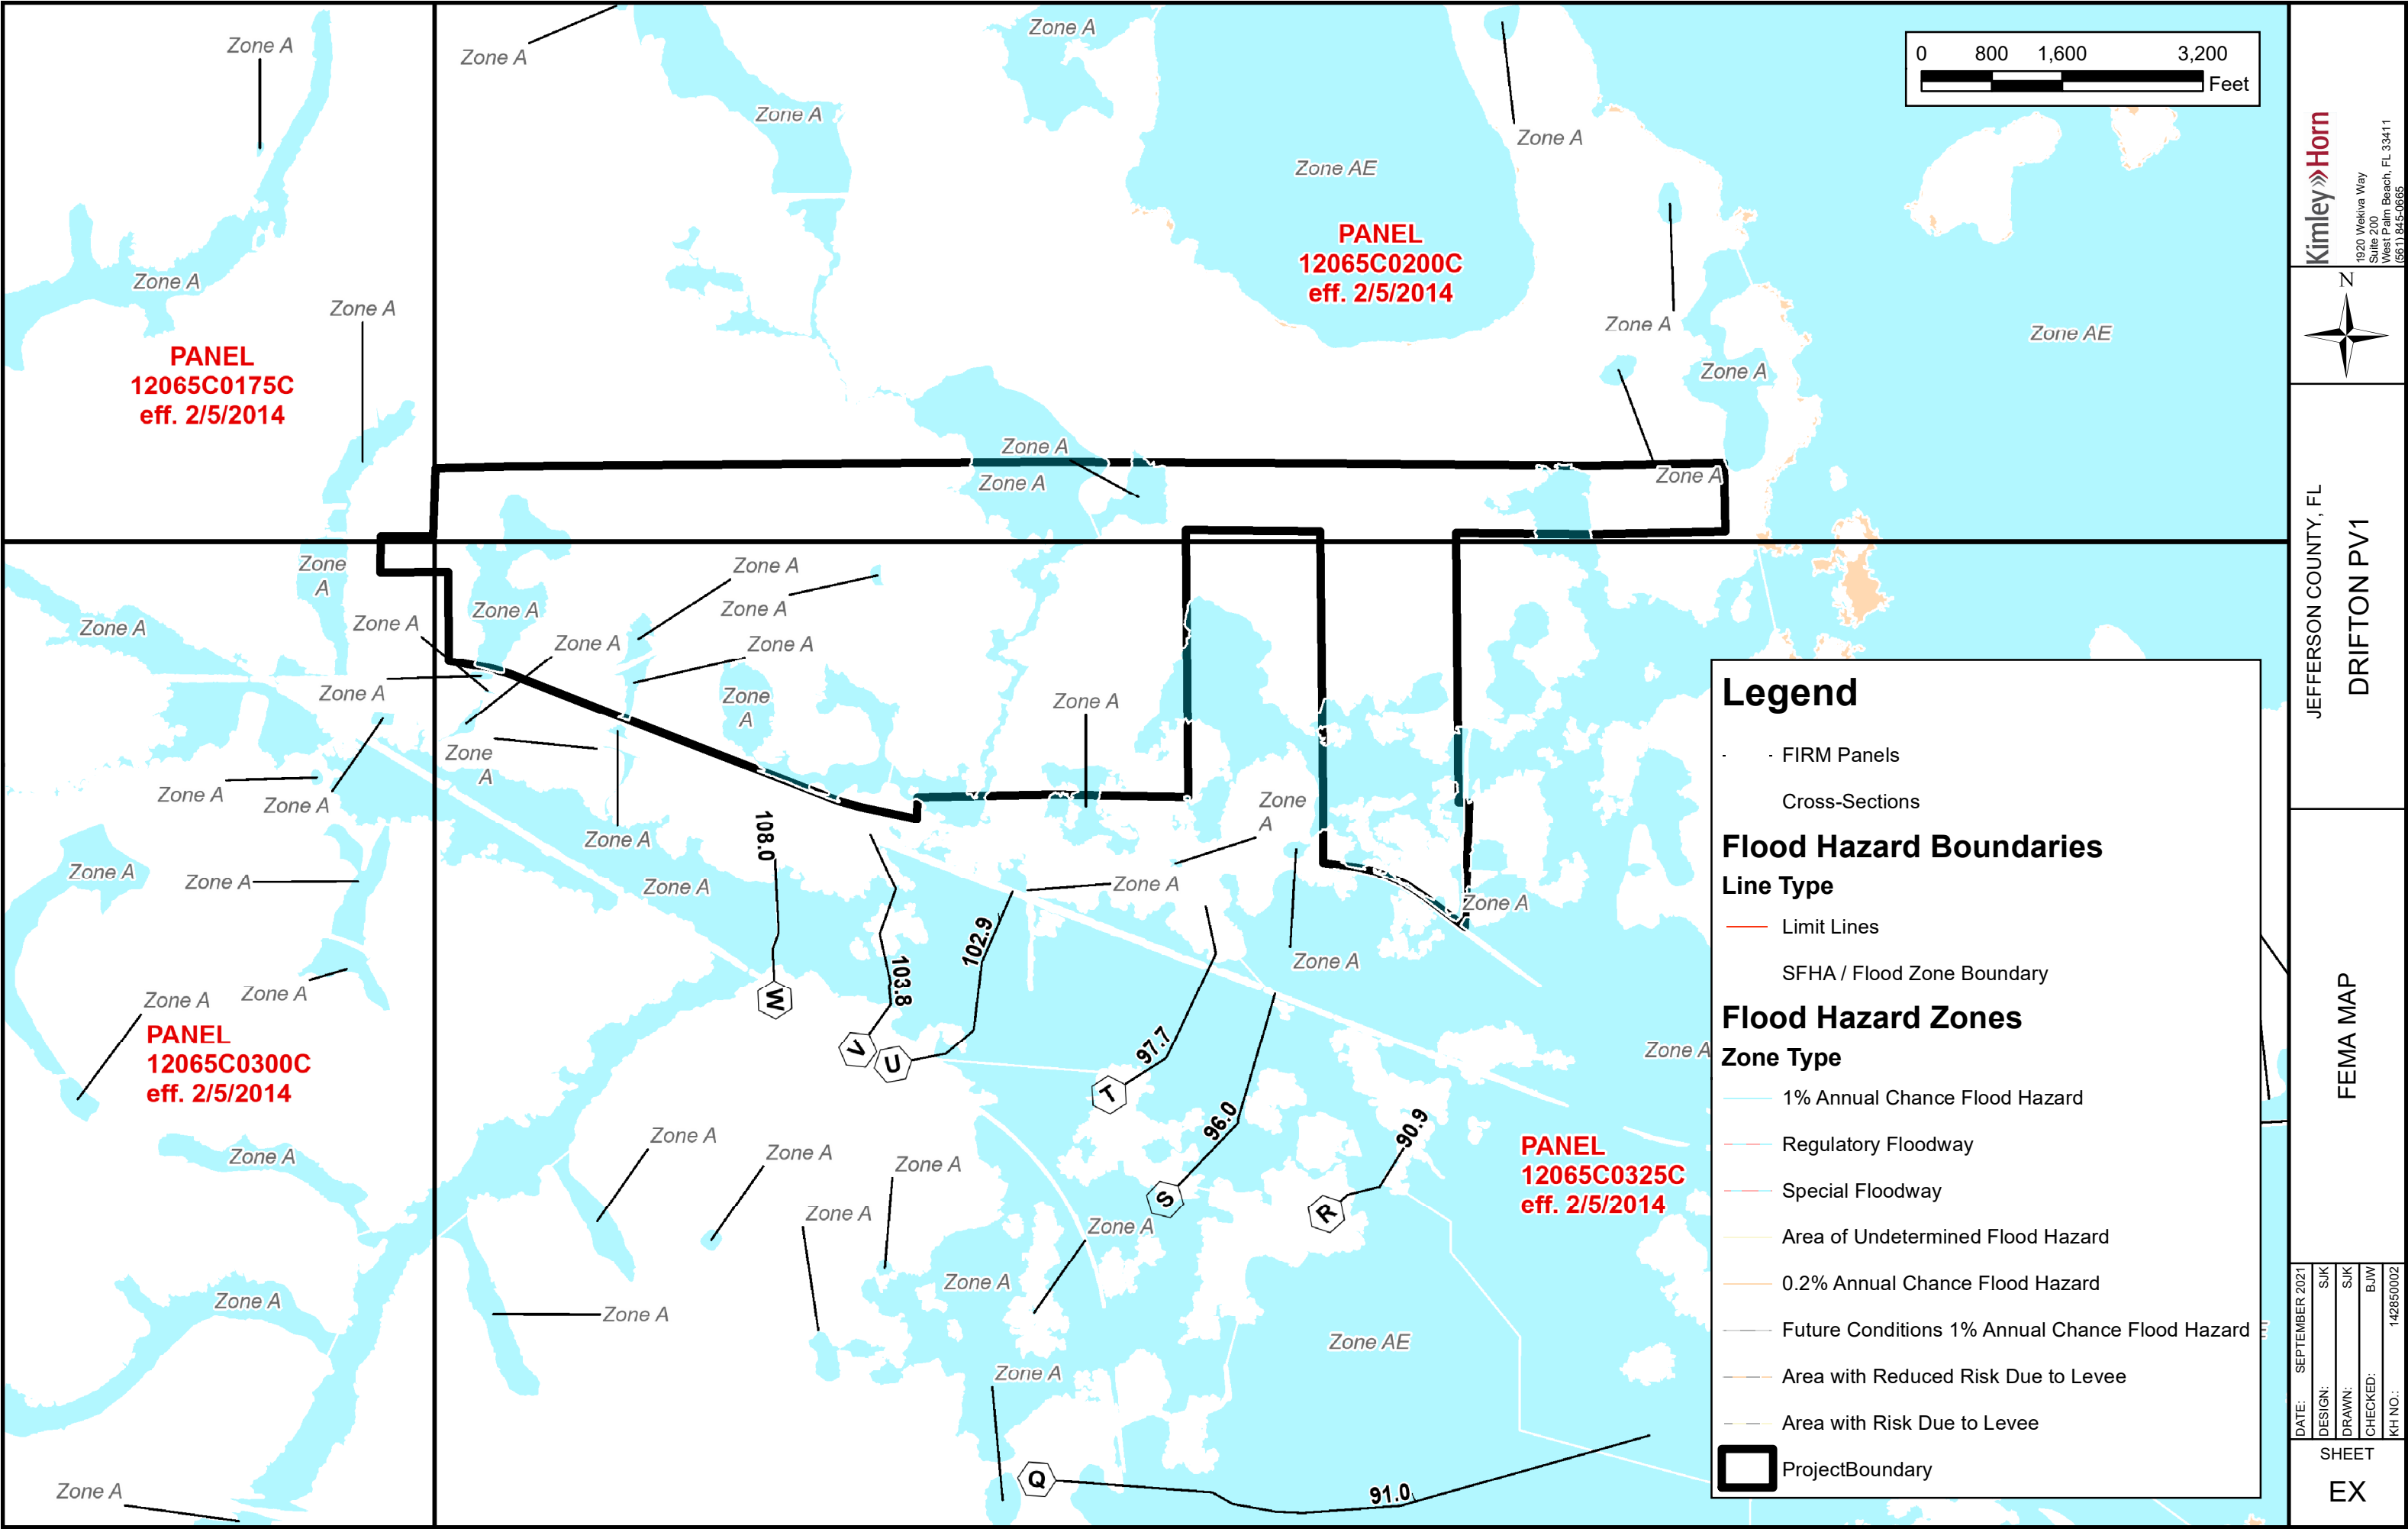 Zone A
Zone A
Zone A
Zone A
Zone A
Zone AE
PANEL
12065C0200C
eff. 2/5/2014
Zone A
Zone A
Zone AE
Zone A
0 800 1,600 3,200
Feet
Zone A
Zone A
PANEL
12065C0175C
eff. 2/5/2014
Zone A
Zone A
Zone A
Zone
A
Zone A
Zone A
Zone A
Zone A
Zone A
Zone A
Zone A
Zone A
Zone
A
Zone A
Zone
A
Zone A
Zone A
Zone A
Zone
A
Zone A
Zone A
Zone A
Zone A
Zone A
Zone A
Zone A
108.0
W
103.8
V
102.9
U
97.7
T
96.0
S
90.9
R
91.0
Q
Zone A
Zone A
Zone A
PANEL
12065C0300C
eff. 2/5/2014
Zone A
Zone A
Zone A
Zone A
Zone A
Zone A
Zone A
Zone A
Zone A
Zone A
Zone A
PANEL
12065C0325C
eff. 2/5/2014
Zone AE
Zone A
Zone A
E
Legend
FIRM Panels
Cross-Sections
Flood Hazard Boundaries
Line Type
Limit Lines
SFHA / Flood Zone Boundary
Flood Hazard Zones
Zone Type
1% Annual Chance Flood Hazard
Regulatory Floodway
Special Floodway
Area of Undetermined Flood Hazard
0.2% Annual Chance Flood Hazard
Future Conditions 1% Annual Chance Flood Hazard
Area with Reduced Risk Due to Levee
Area with Risk Due to Levee
ProjectBoundary
Kimley»Horn
1920 Wekiva Way
Suite 200
West Palm Beach, FL 33411
(561) 845-0665
N
JEFFERSON COUNTY, FL
DRIFTON PV1
FEMA MAP
DATE: SEPTEMBER 2021
DESIGN: SJK
DRAWN: SJK
CHECKED: BJW
KH NO.: 142850002
SHEET
EX